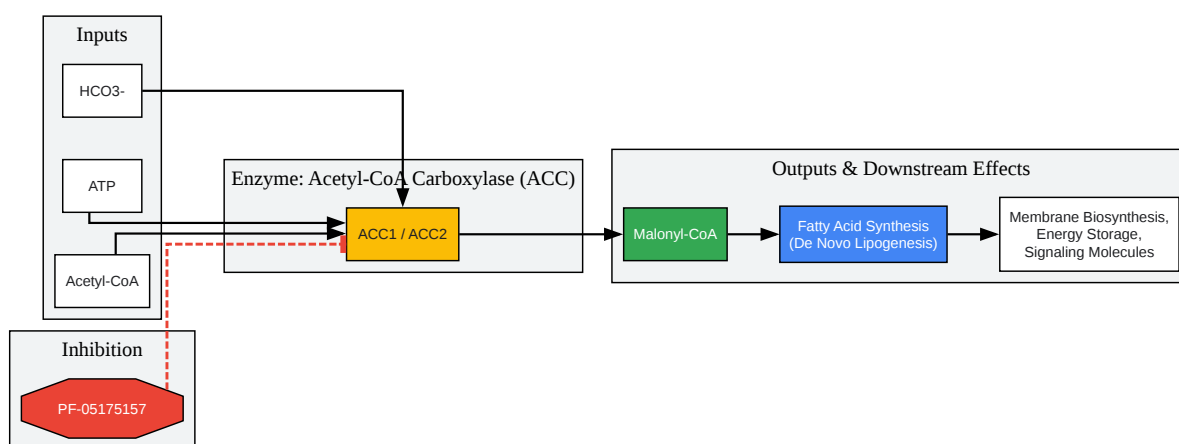 Inputs
HCO3-
ATP
Acetyl-CoA
Inhibition
PF-05175157
Enzyme: Acetyl-CoA Carboxylase (ACC)
ACC1 / ACC2
Outputs & Downstream Effects
Malonyl-CoA
Fatty Acid Synthesis
(De Novo Lipogenesis)
Membrane Biosynthesis,
Energy Storage,
Signaling Molecules